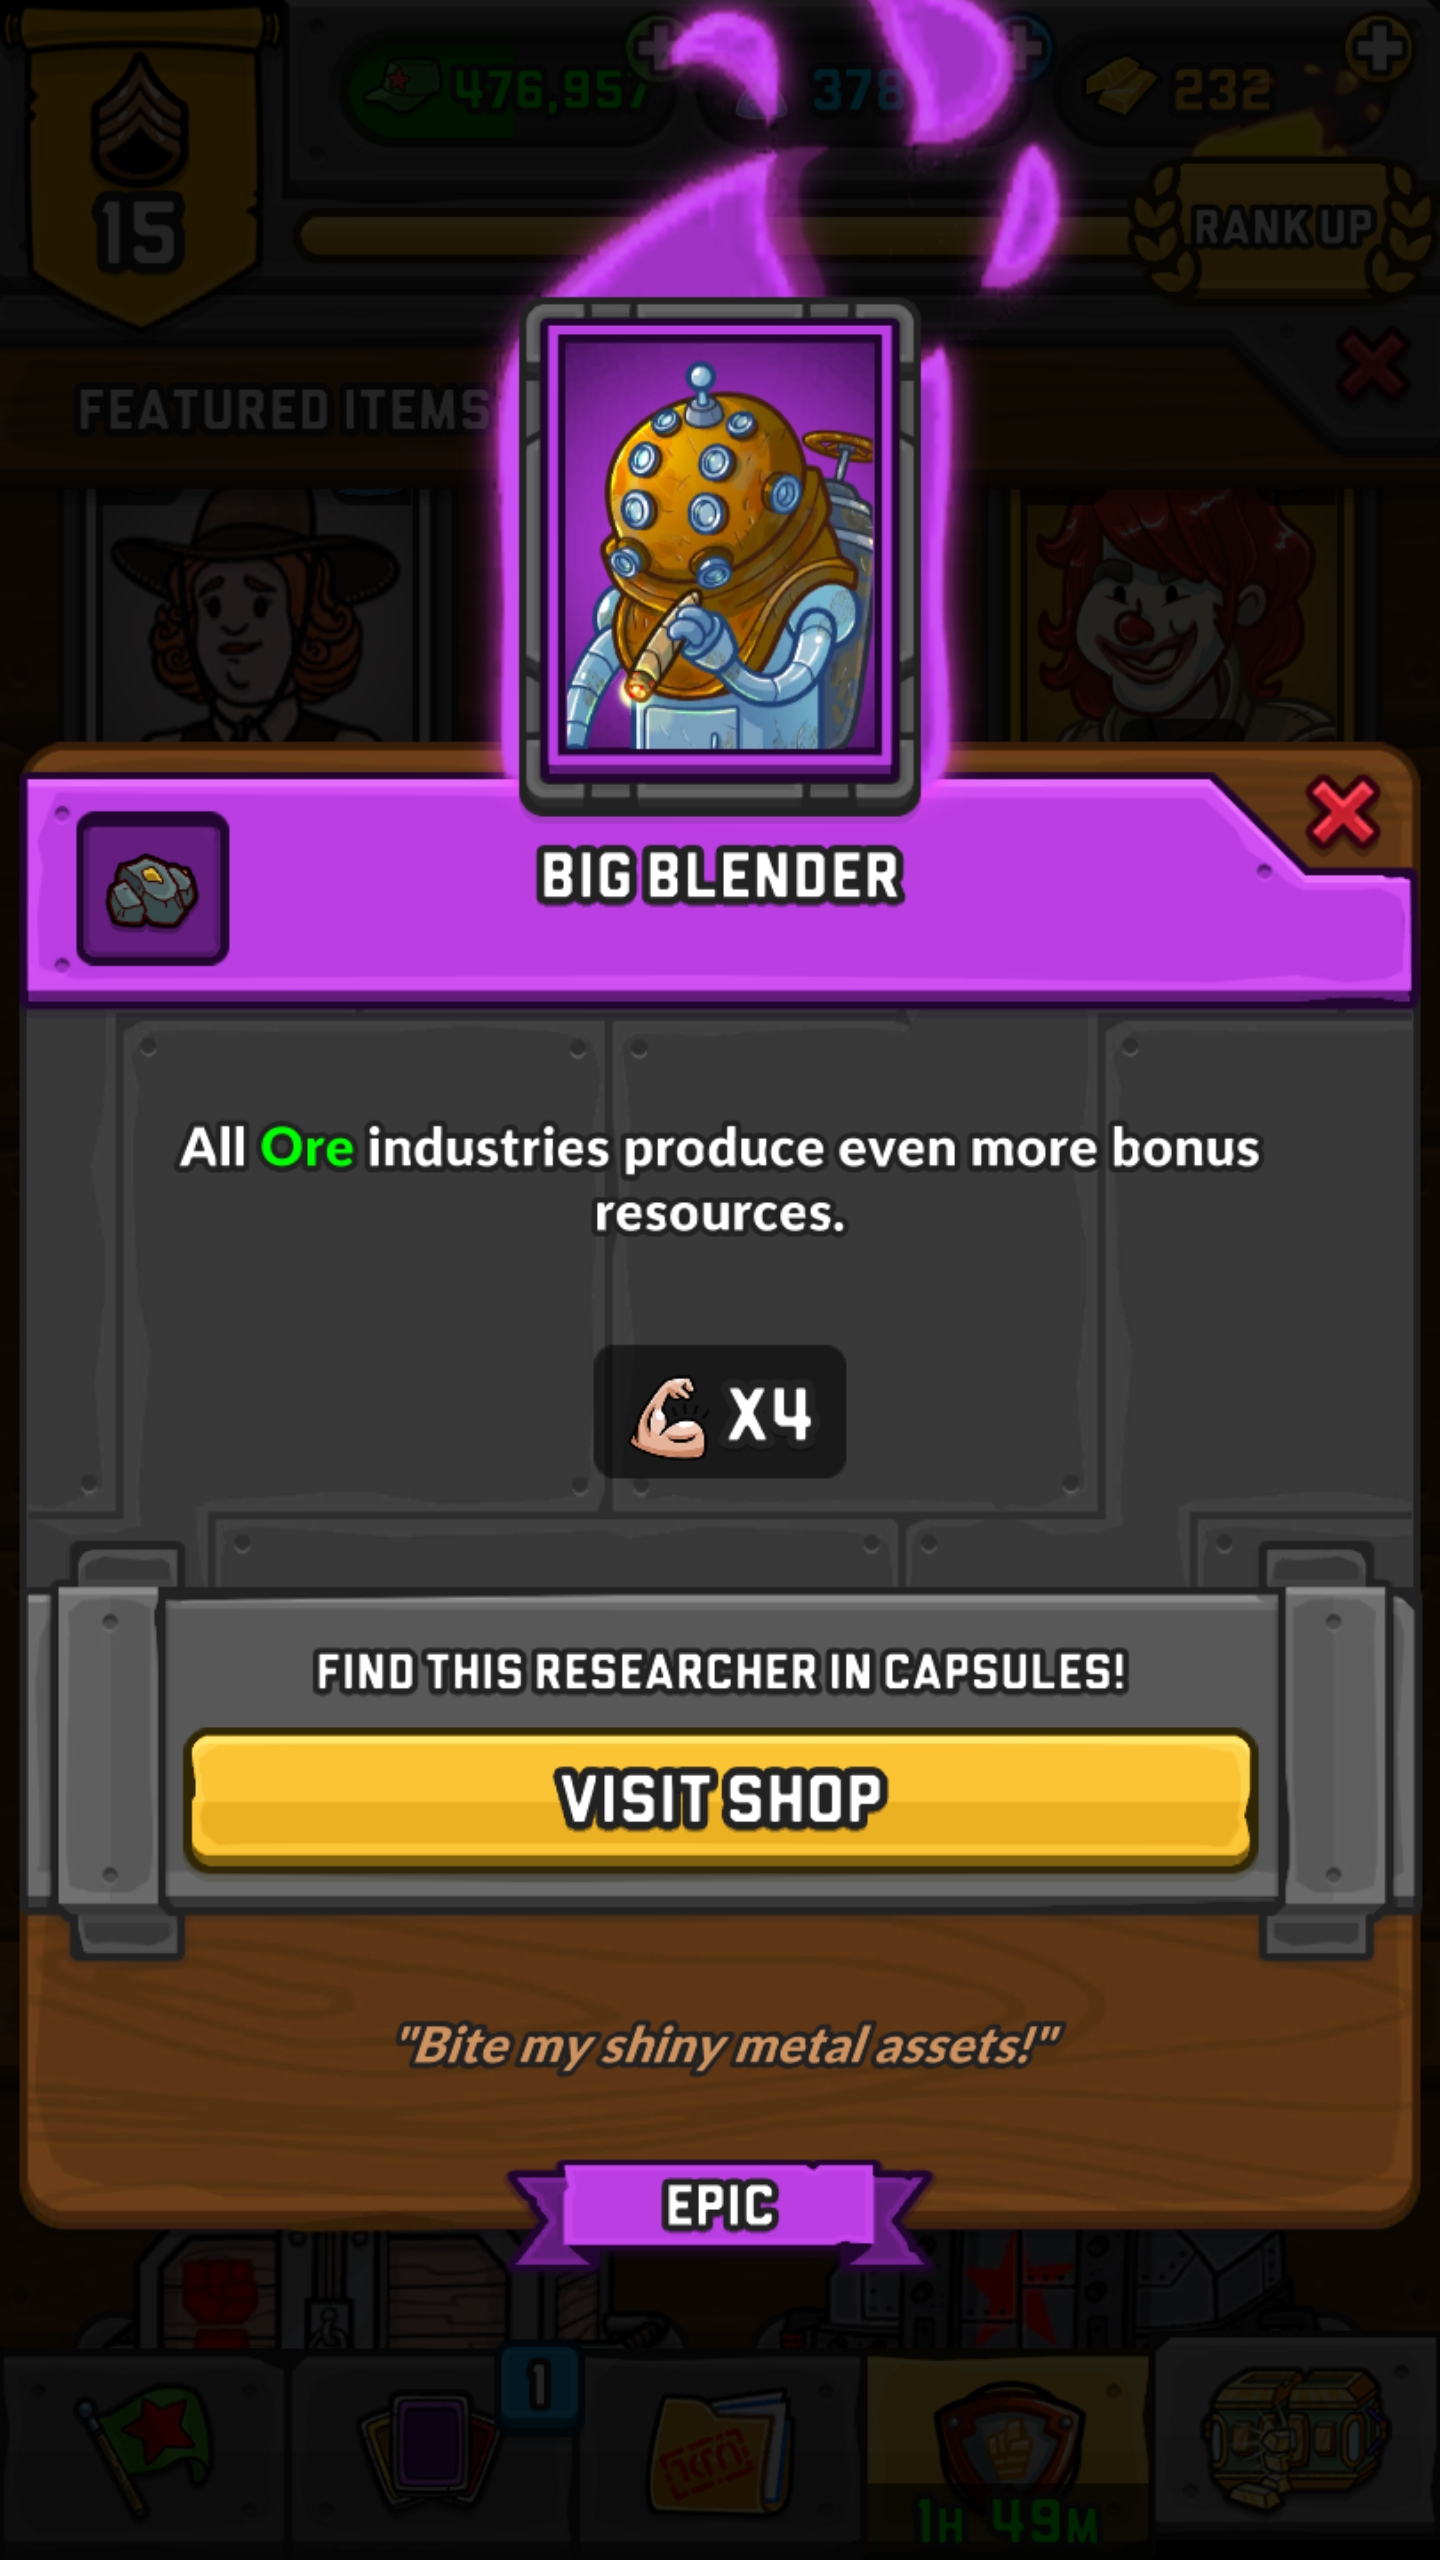 476,957
378
232
15
RANK UP
FEATURED ITEMS
BIG BLENDER
All Ore industries produce even more bonus
resources.
X4
FIND THIS RESEARCHER IN CAPSULES!
VISIT SHOP
"Bite my shiny metal assets!"
EPIC
1
1H 49M